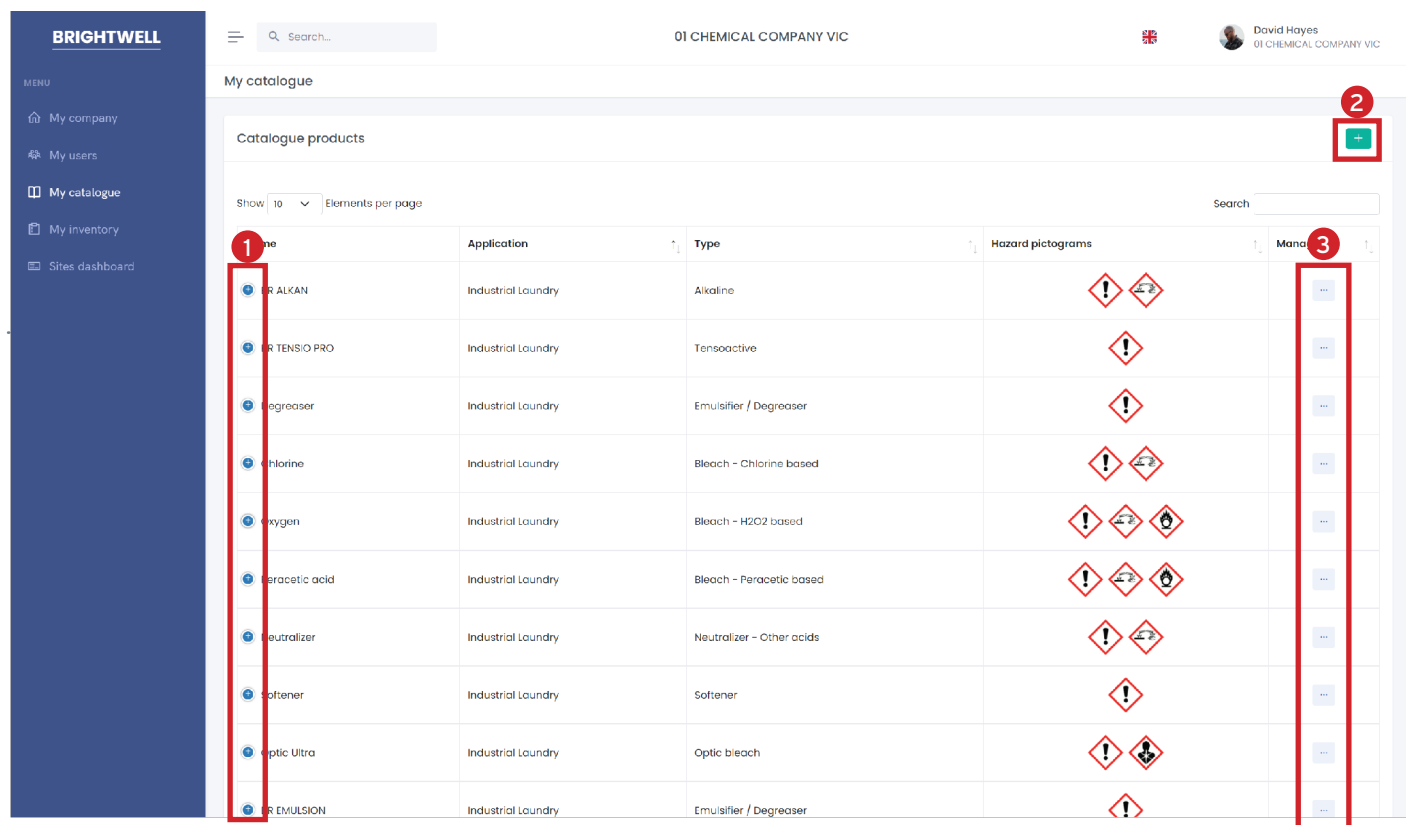 BRIGHTWELL
Search...
01 CHEMICAL COMPANY VIC
David Hayes
01 CHEMICAL COMPANY VIC
MENU
My company
My users
My catalogue
My inventory
Sites dashboard
My catalogue
2
Catalogue products
+
Show 10 Elements per page
Search
1
me Application Type Hazard pictograms Mana
3
R ALKAN Industrial Laundry Alkaline ...
R TENSIO PRO Industrial Laundry Tensoactive ...
egreaser Industrial Laundry Emulsifier / Degreaser ...
hlorine Industrial Laundry Bleach - Chlorine based ...
xygen Industrial Laundry Bleach - H2O2 based ...
eracetic acid Industrial Laundry Bleach - Peracetic based ...
eutralizer Industrial Laundry Neutralizer - Other acids ...
oftener Industrial Laundry Softener ...
ptic Ultra Industrial Laundry Optic bleach ...
R EMULSION Industrial Laundry Emulsifier / Degreaser ...